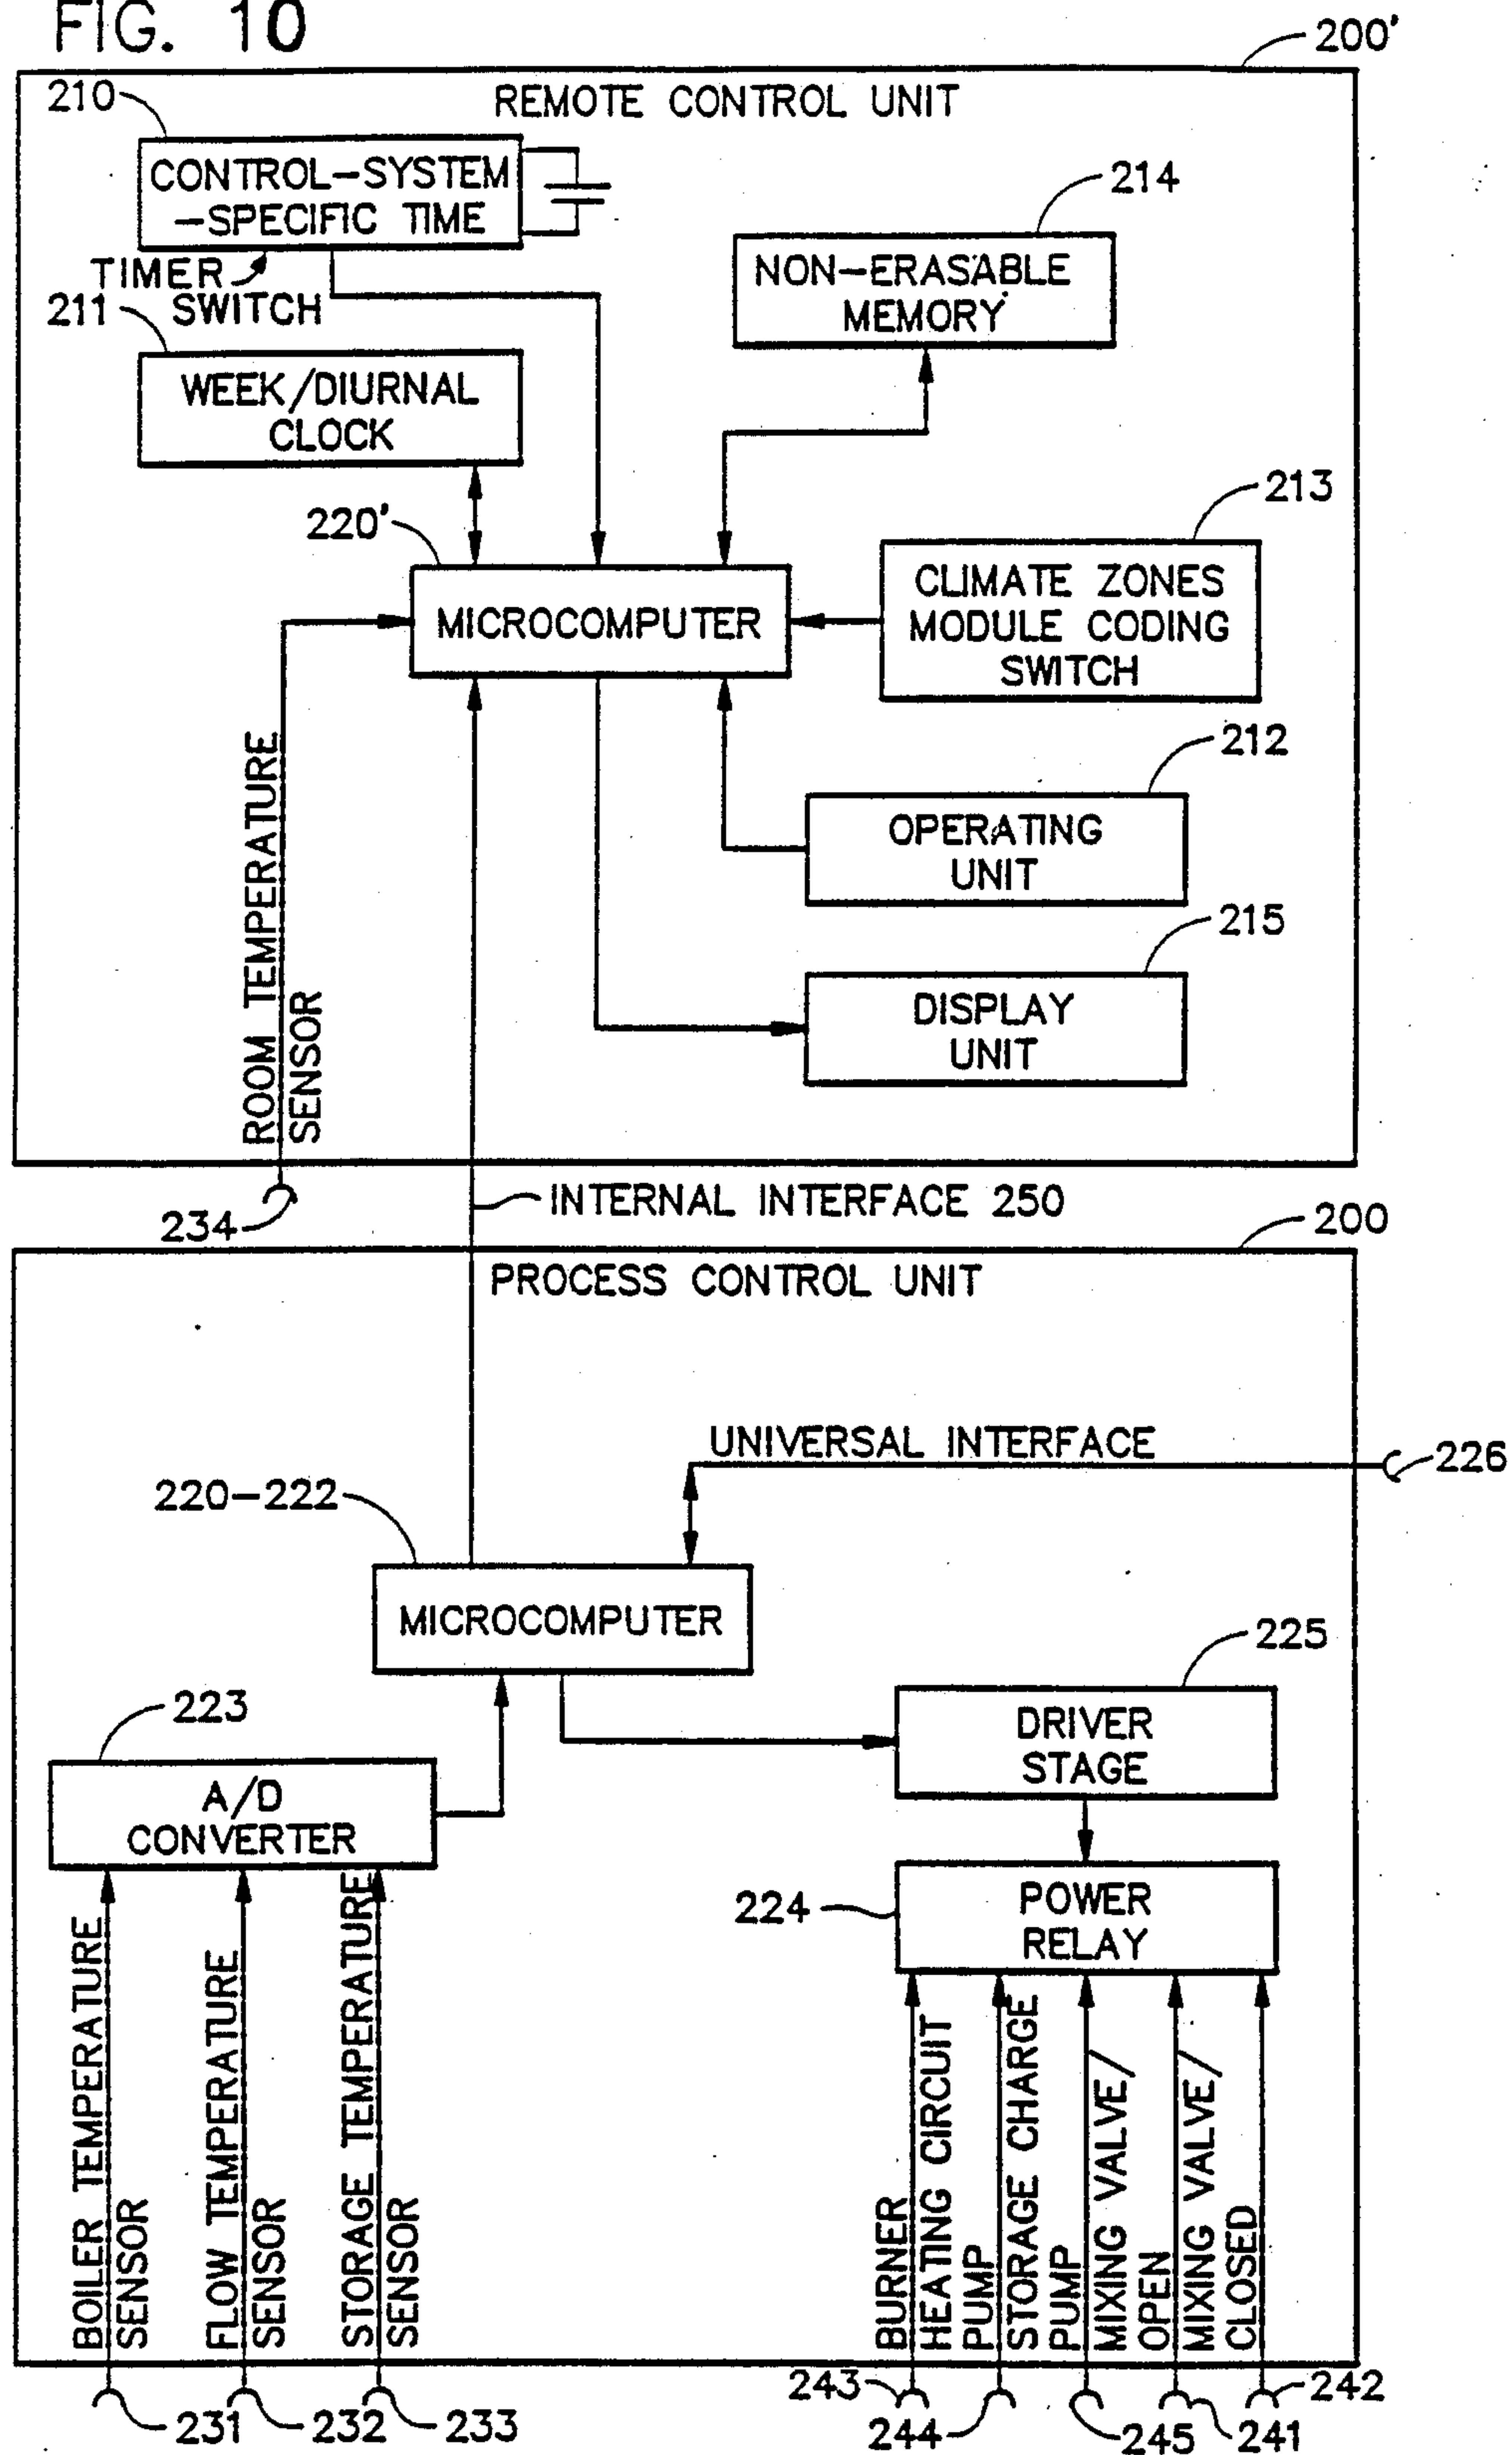 FIG. 10
200'
REMOTE CONTROL UNIT
210
CONTROL-SYSTEM
-SPECIFIC TIME
TIMER
SWITCH
214
NON-ERASABLE
MEMORY
211
WEEK/DIURNAL
CLOCK
220'
213
MICROCOMPUTER
CLIMATE ZONES
MODULE CODING
SWITCH
212
OPERATING
UNIT
215
DISPLAY
UNIT
ROOM TEMPERATURE
SENSOR
234
INTERNAL INTERFACE 250
200
PROCESS CONTROL UNIT
UNIVERSAL INTERFACE
226
220-222
MICROCOMPUTER
225
DRIVER
STAGE
223
A/D
CONVERTER
224
POWER
RELAY
BOILER TEMPERATURE
SENSOR
FLOW TEMPERATURE
SENSOR
STORAGE TEMPERATURE
SENSOR
BURNER
HEATING CIRCUIT
PUMP
STORAGE CHARGE
PUMP
MIXING VALVE/
OPEN
MIXING VALVE/
CLOSED
231
232
233
243
244
245
241
242